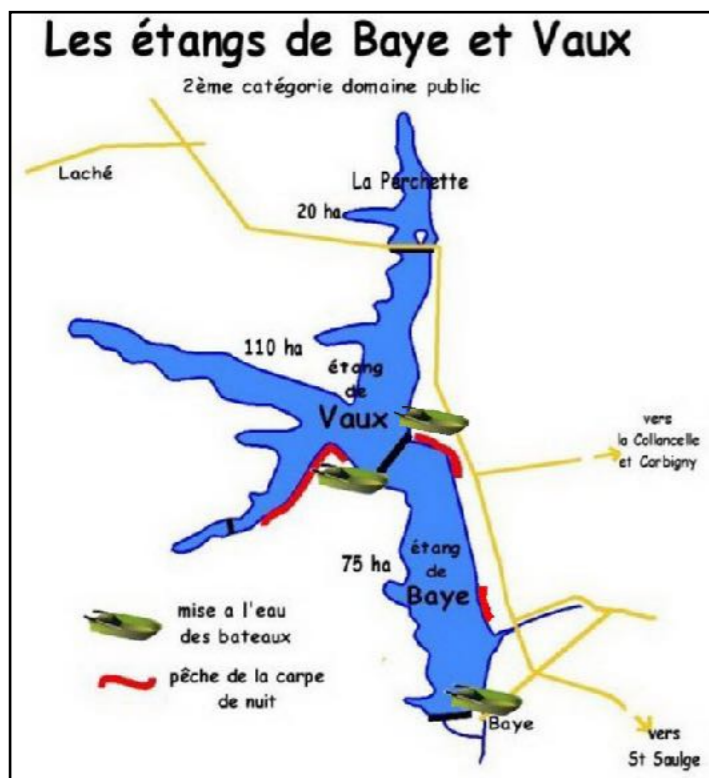 Les étangs de Baye et Vaux
2ème catégorie domaine public
Laché
La Perchette
20 ha
110 ha
étang
de
Vaux
vers
la Collancelle
et Corbigny
75 ha
étang
de
Baye
mise a l'eau
des bateaux
pêche de la carpe
de nuit
Baye
vers
St Saulge